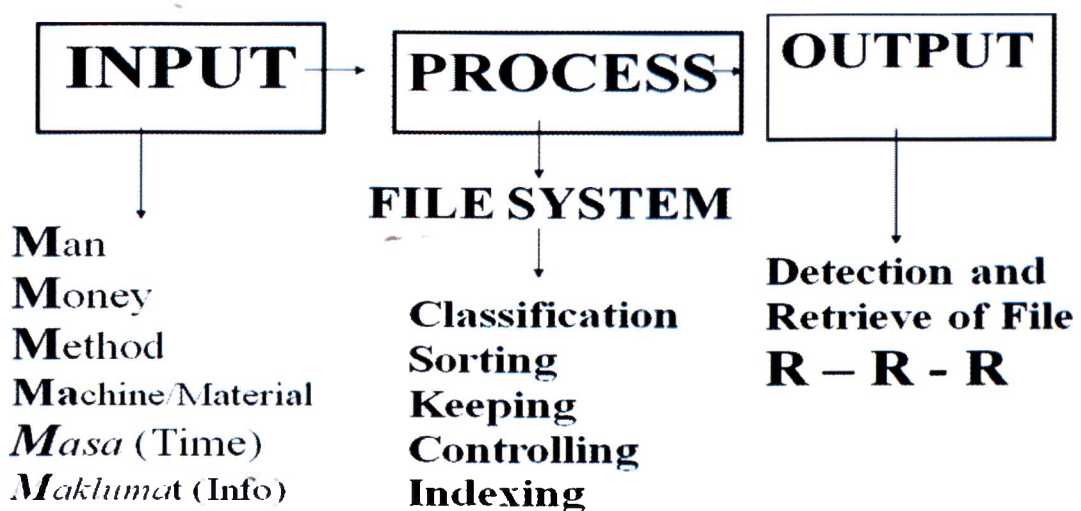 INPUT
Man
Money
Method
Machine/Material
Masa (Time)
Maklumat (Info)
PROCESS
FILE SYSTEM
Classification
Sorting
Keeping
Controlling
Indexing
OUTPUT
Detection and
Retrieve of File
R – R - R